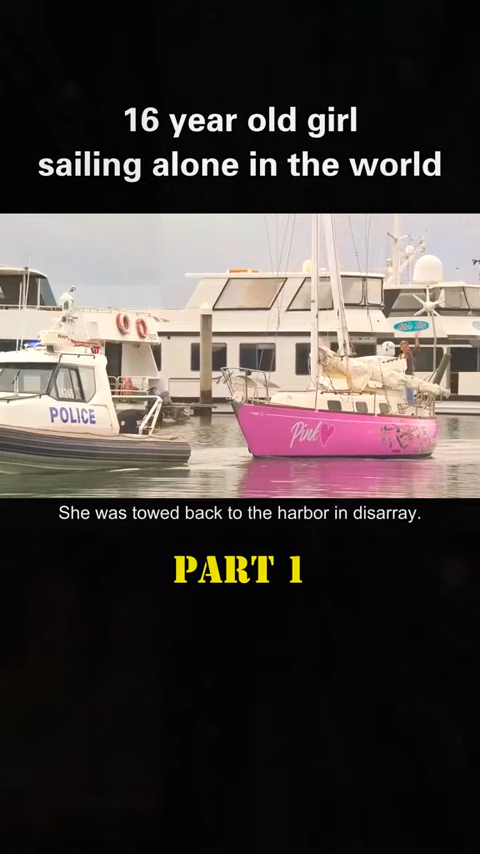 16 year old girl
sailing alone in the world
POLICE
Pink
She was towed back to the harbor in disarray.
PART 1